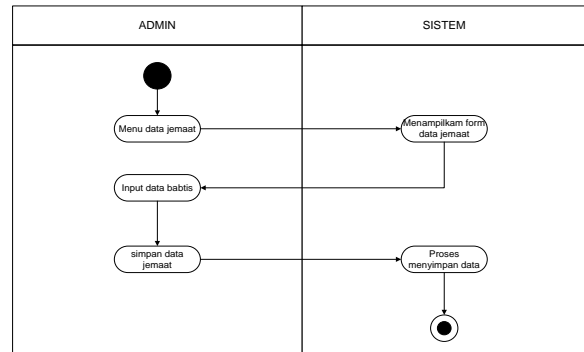 ADMIN
SISTEM
Menu data jemaat
Menampilkam form
data jemaat
Input data babtis
simpan data
jemaat
Proses
menyimpan data